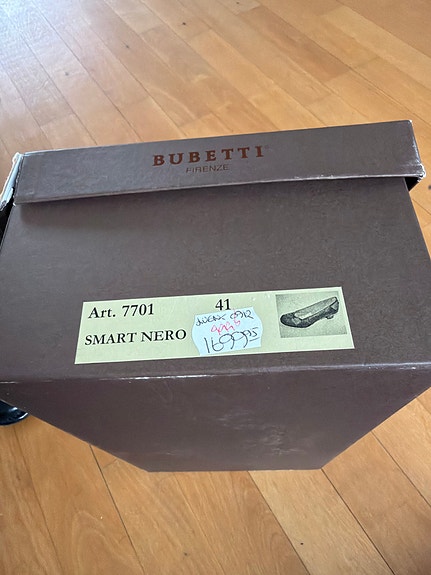 BUBETTI
FIRENZE
Art. 7701 41
SMART NERO
1699.95